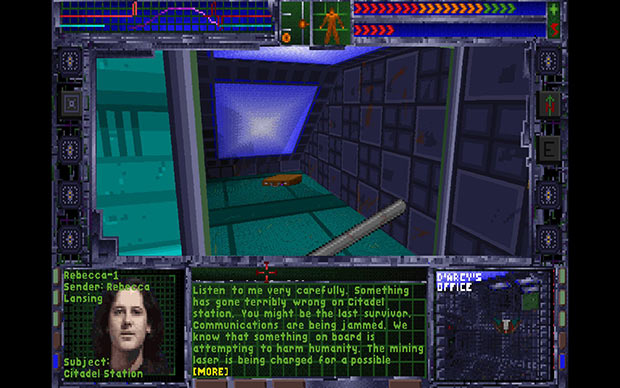 Rebecca-1
Sender: Rebecca
Lansing
Subject:
Citadel Station
Listen to me very carefully. Something
has gone terribly wrong on Citadel
station. You might be the last survivor.
Communications are being jammed. We
know that something on board is
attempting to harm humanity. The mining
laser is being charged for a possible
[MORE]
D'ARCY'S
OFFICE
E